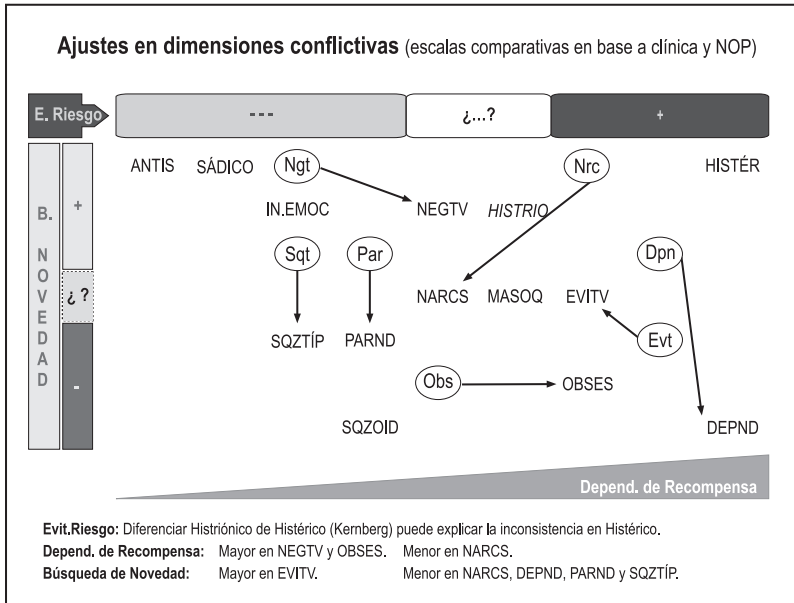 Ajustes en dimensiones conflictivas (escalas comparativas en base a clínica y NOP)
E. Riesgo
---
¿...?
+
B. NOVEDAD
+
¿ ?
-
ANTIS SÁDICO Ngt Nrc HISTÉR
IN.EMOC NEGTV HISTRIO
Sqt Par Dpn
NARCS MASOQ EVITV
SQZTÍP PARND Evt
Obs OBSES
SQZOID DEPND
Depend. de Recompensa
Evit.Riesgo: Diferenciar Histriónico de Histérico (Kernberg) puede explicar la inconsistencia en Histérico.
Depend. de Recompensa: Mayor en NEGTV y OBSES. Menor en NARCS.
Búsqueda de Novedad: Mayor en EVITV. Menor en NARCS, DEPND, PARND y SQZTÍP.